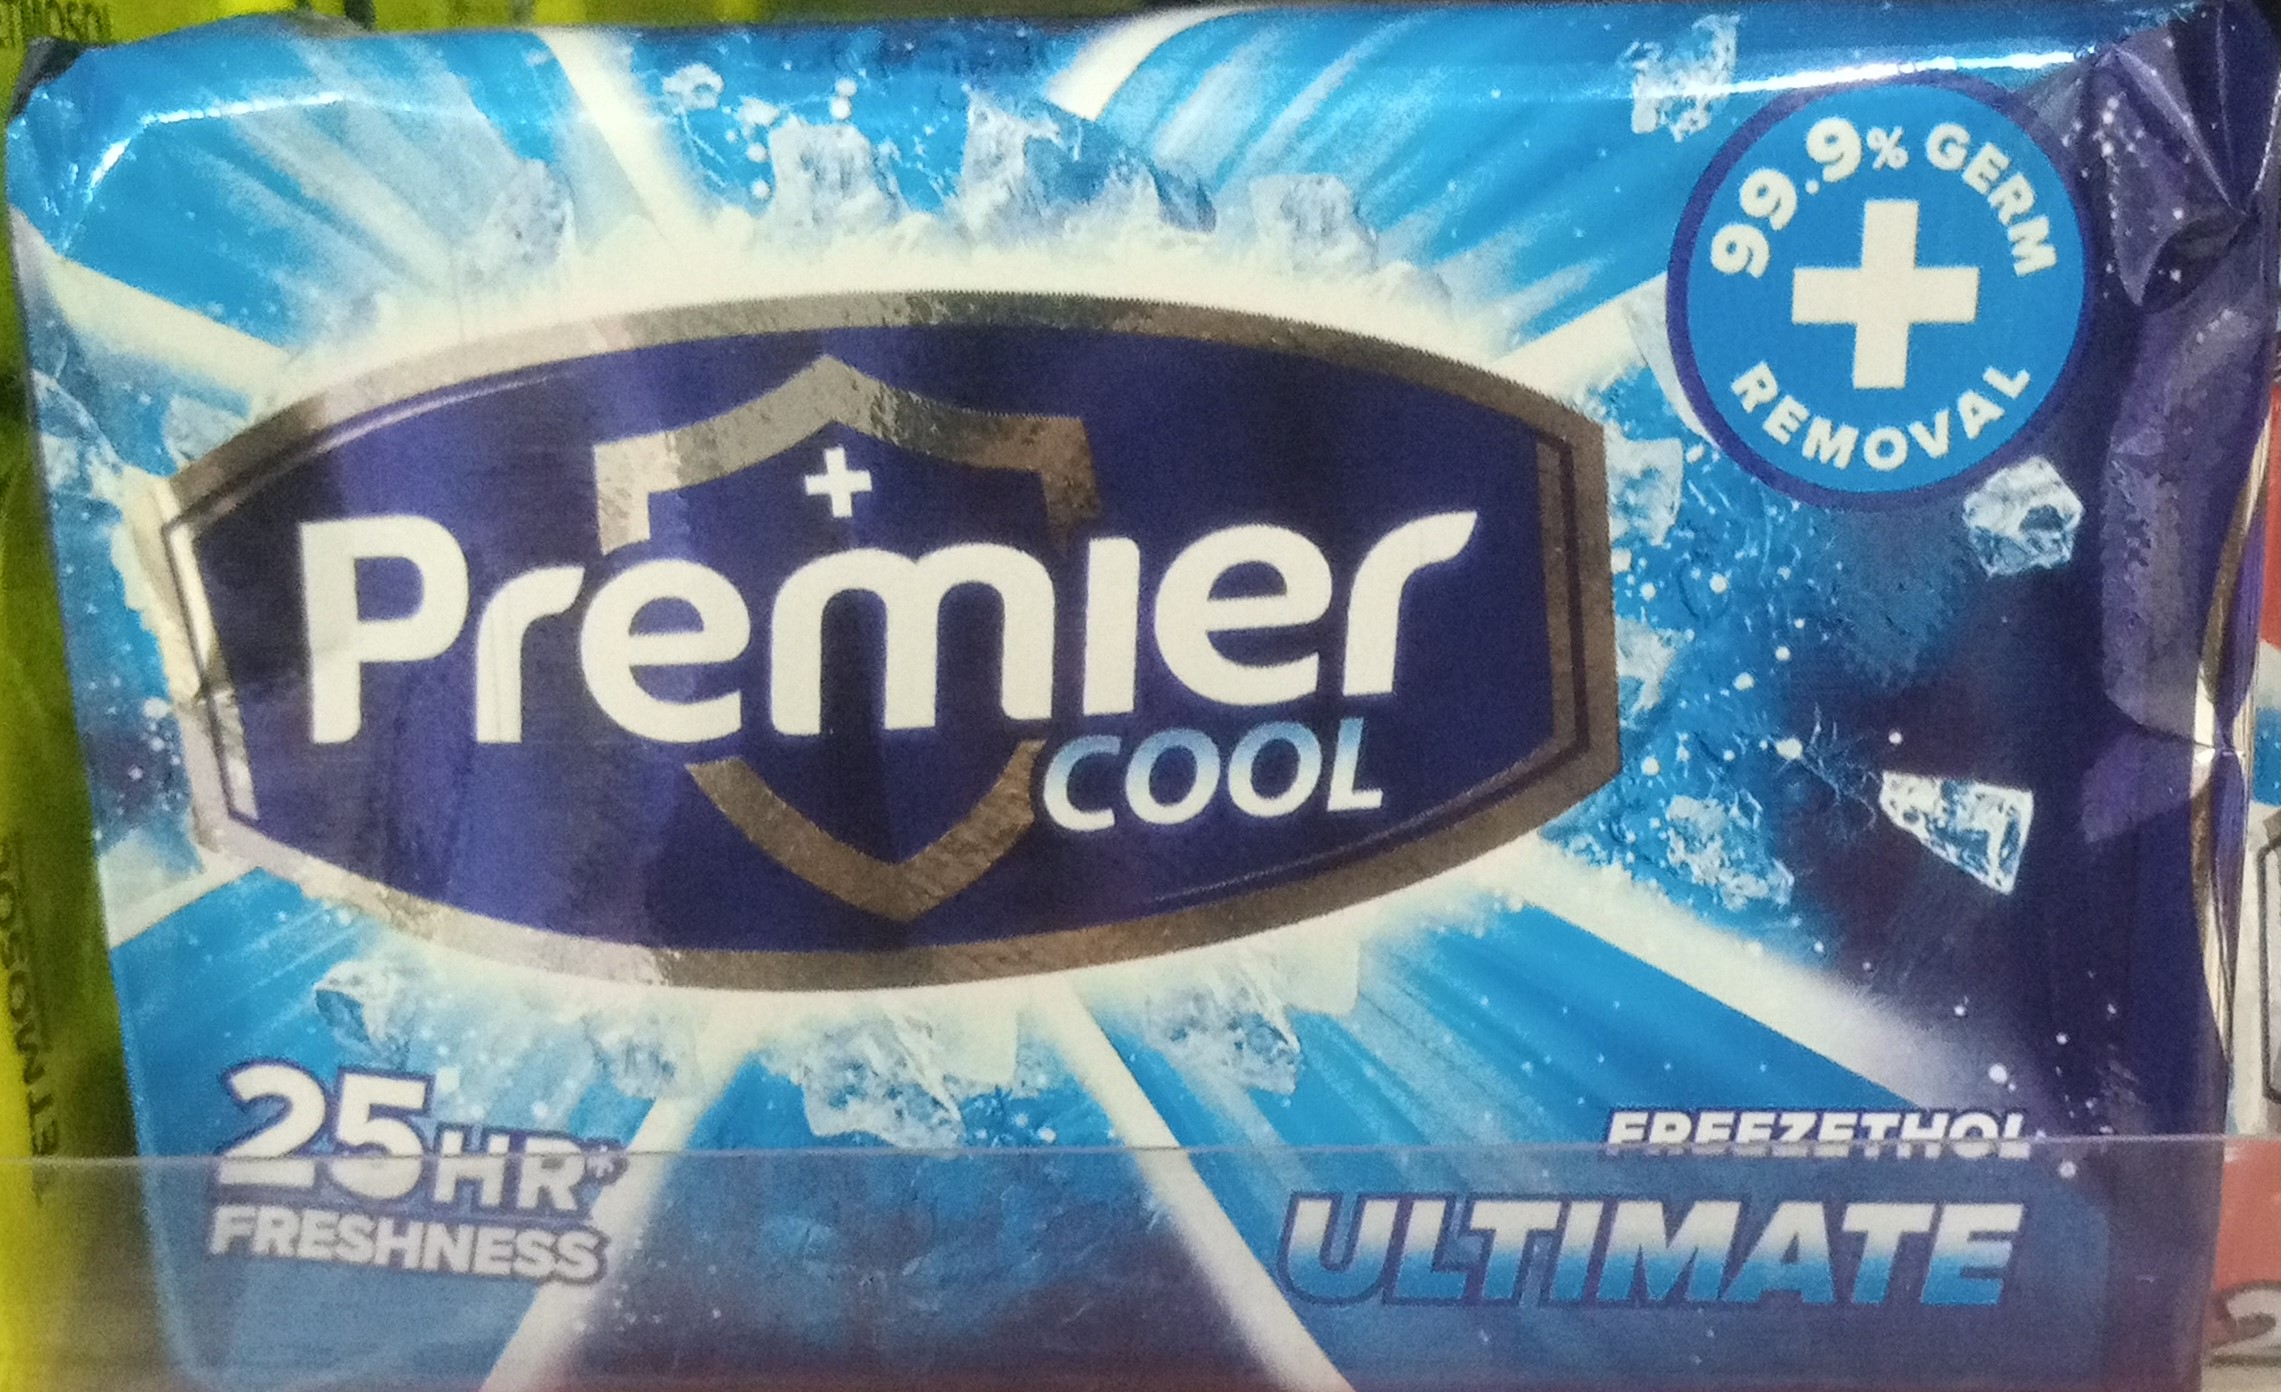 99.9% GERM
REMOVAL
Premier
COOL
25HR*
FRESHNESS
FREEZETHOL
ULTIMATE